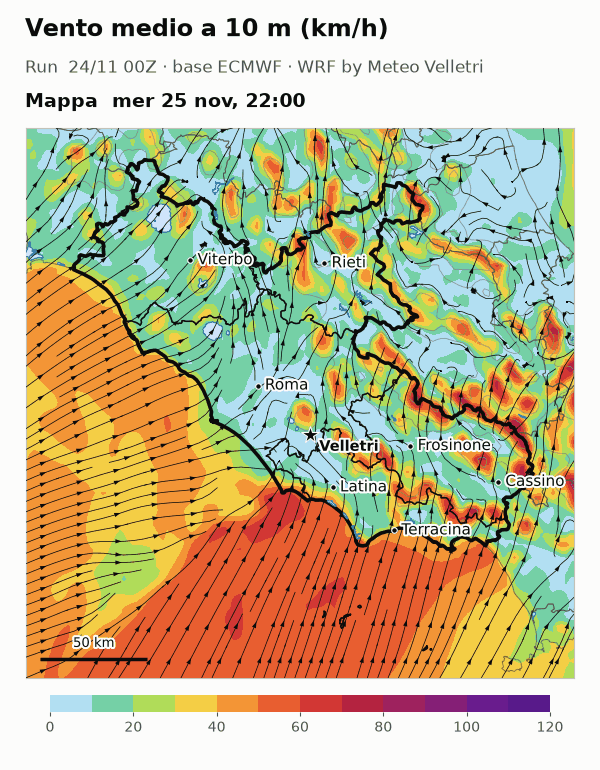 Vento medio a 10 m (km/h)
Run  24/11 00Z · base ECMWF · WRF by Meteo Velletri
Mappa  mer 25 nov, 22:00
Viterbo
Rieti
Roma
Velletri
Frosinone
Cassino
Latina
Terracina
50 km
0 20 40 60 80 100 120